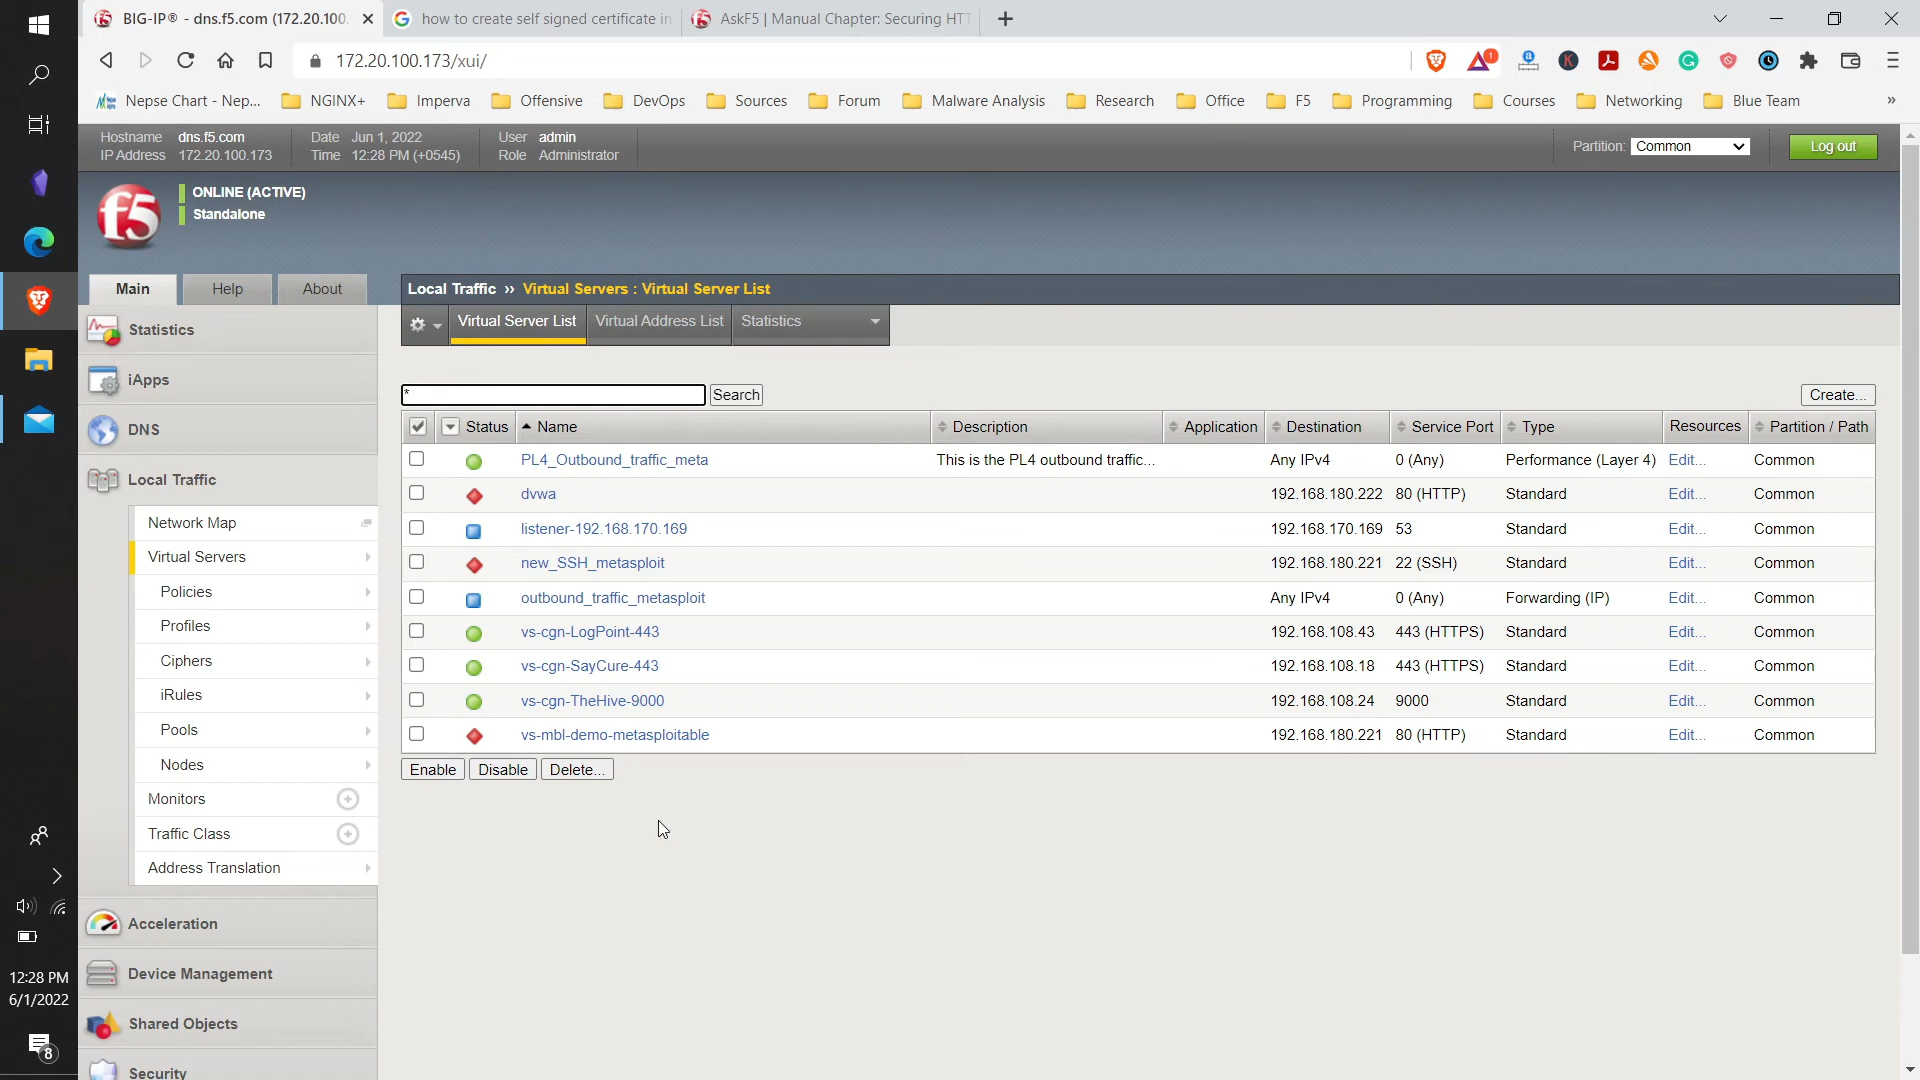 BIG-IP® - dns.f5.com (172.20.100.
how to create self signed certificate in
AskF5 | Manual Chapter: Securing HTT
172.20.100.173/xui/
1
Nepse Chart - Nep... NGINX+ Imperva Offensive DevOps Sources Forum Malware Analysis Research Office F5 Programming Courses Networking Blue Team »
Hostname dns.f5.com Date Jun 1, 2022 User admin
IP Address 172.20.100.173 Time 12:28 PM (+0545) Role Administrator
Partition: Common Log out
f5
ONLINE (ACTIVE)
Standalone
Main Help About
Local Traffic ›› Virtual Servers : Virtual Server List
Virtual Server List Virtual Address List Statistics
Statistics
iApps
DNS
Local Traffic
Network Map
Virtual Servers
Policies
Profiles
Ciphers
iRules
Pools
Nodes
Monitors
Traffic Class
Address Translation
Acceleration
Device Management
Shared Objects
Security
* Search Create...
Status Name Description Application Destination Service Port Type Resources Partition / Path
PL4_Outbound_traffic_meta This is the PL4 outbound traffic... Any IPv4 0 (Any) Performance (Layer 4) Edit... Common
dvwa 192.168.180.222 80 (HTTP) Standard Edit... Common
listener-192.168.170.169 192.168.170.169 53 Standard Edit... Common
new_SSH_metasploit 192.168.180.221 22 (SSH) Standard Edit... Common
outbound_traffic_metasploit Any IPv4 0 (Any) Forwarding (IP) Edit... Common
vs-cgn-LogPoint-443 192.168.108.43 443 (HTTPS) Standard Edit... Common
vs-cgn-SayCure-443 192.168.108.18 443 (HTTPS) Standard Edit... Common
vs-cgn-TheHive-9000 192.168.108.24 9000 Standard Edit... Common
vs-mbl-demo-metasploitable 192.168.180.221 80 (HTTP) Standard Edit... Common
Enable Disable Delete...
12:28 PM
6/1/2022
8